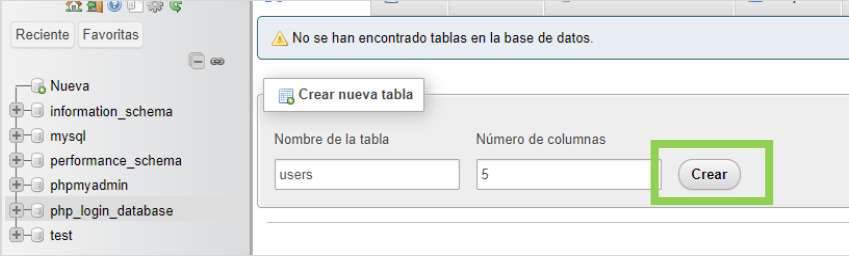 Reciente Favoritas
Nueva
information_schema
mysql
performance_schema
phpmyadmin
php_login_database
test
No se han encontrado tablas en la base de datos.
Crear nueva tabla
Nombre de la tabla Número de columnas
users 5 Crear